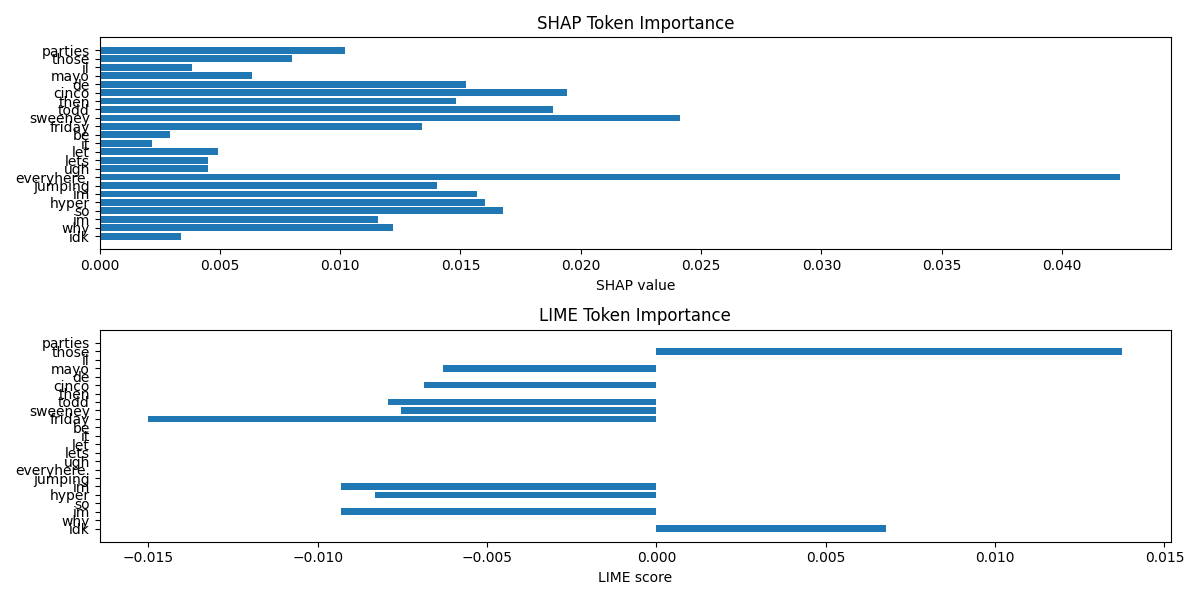 SHAP Token Importance
parties
those
il
mayo
de
cinco
then
todd
sweeney
friday
be
it
let
lets
ugh
everyhere.
jumping
im
hyper
so
im
why
idk
0.000 0.005 0.010 0.015 0.020 0.025 0.030 0.035 0.040
SHAP value
LIME Token Importance
parties
those
il
mayo
de
cinco
then
todd
sweeney
friday
be
it
let
lets
ugh
everyhere.
jumping
im
hyper
so
im
why
idk
−0.015 −0.010 −0.005 0.000 0.005 0.010 0.015
LIME score